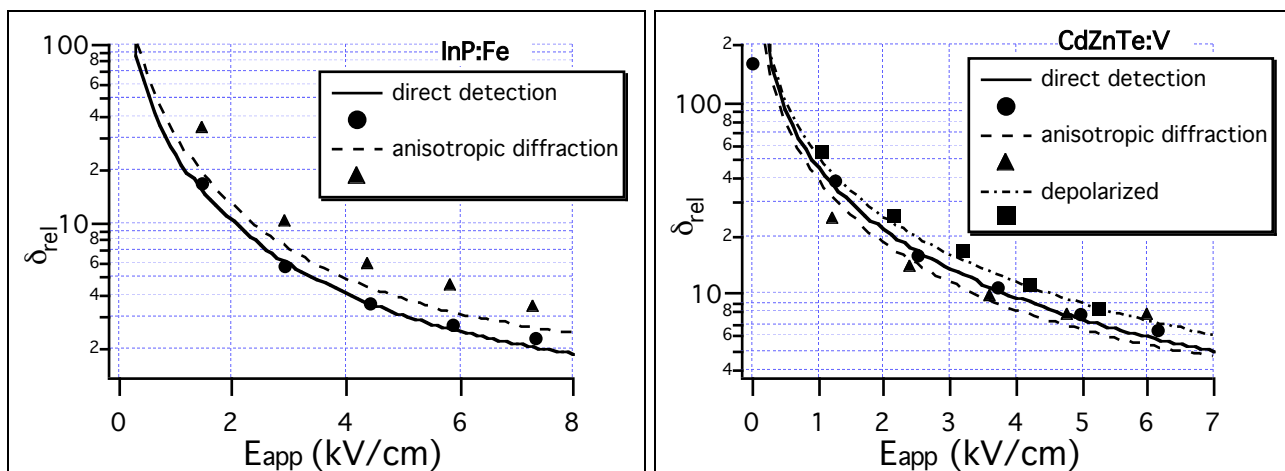 InP:Fe
100
8
6
4
2
10
8
6
4
2
δrel
direct detection
anisotropic diffraction
0 2 4 6 8
Eapp (kV/cm)
CdZnTe:V
2
100
8
6
4
2
10
8
6
4
δrel
direct detection
anisotropic diffraction
depolarized
0 1 2 3 4 5 6 7
Eapp (kV/cm)